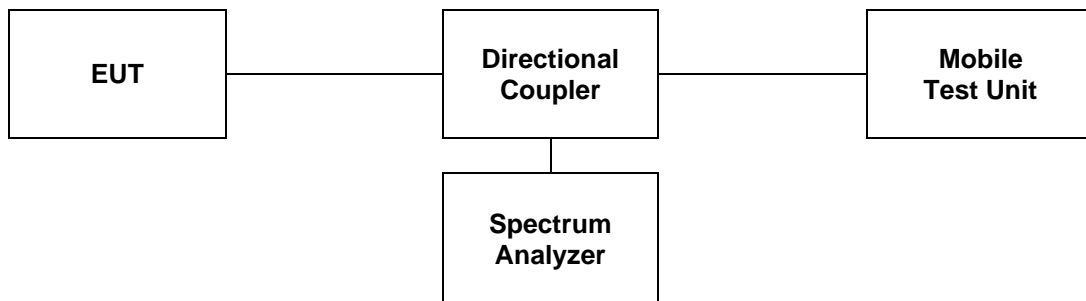 EUT
Directional
Coupler
Mobile
Test Unit
Spectrum
Analyzer